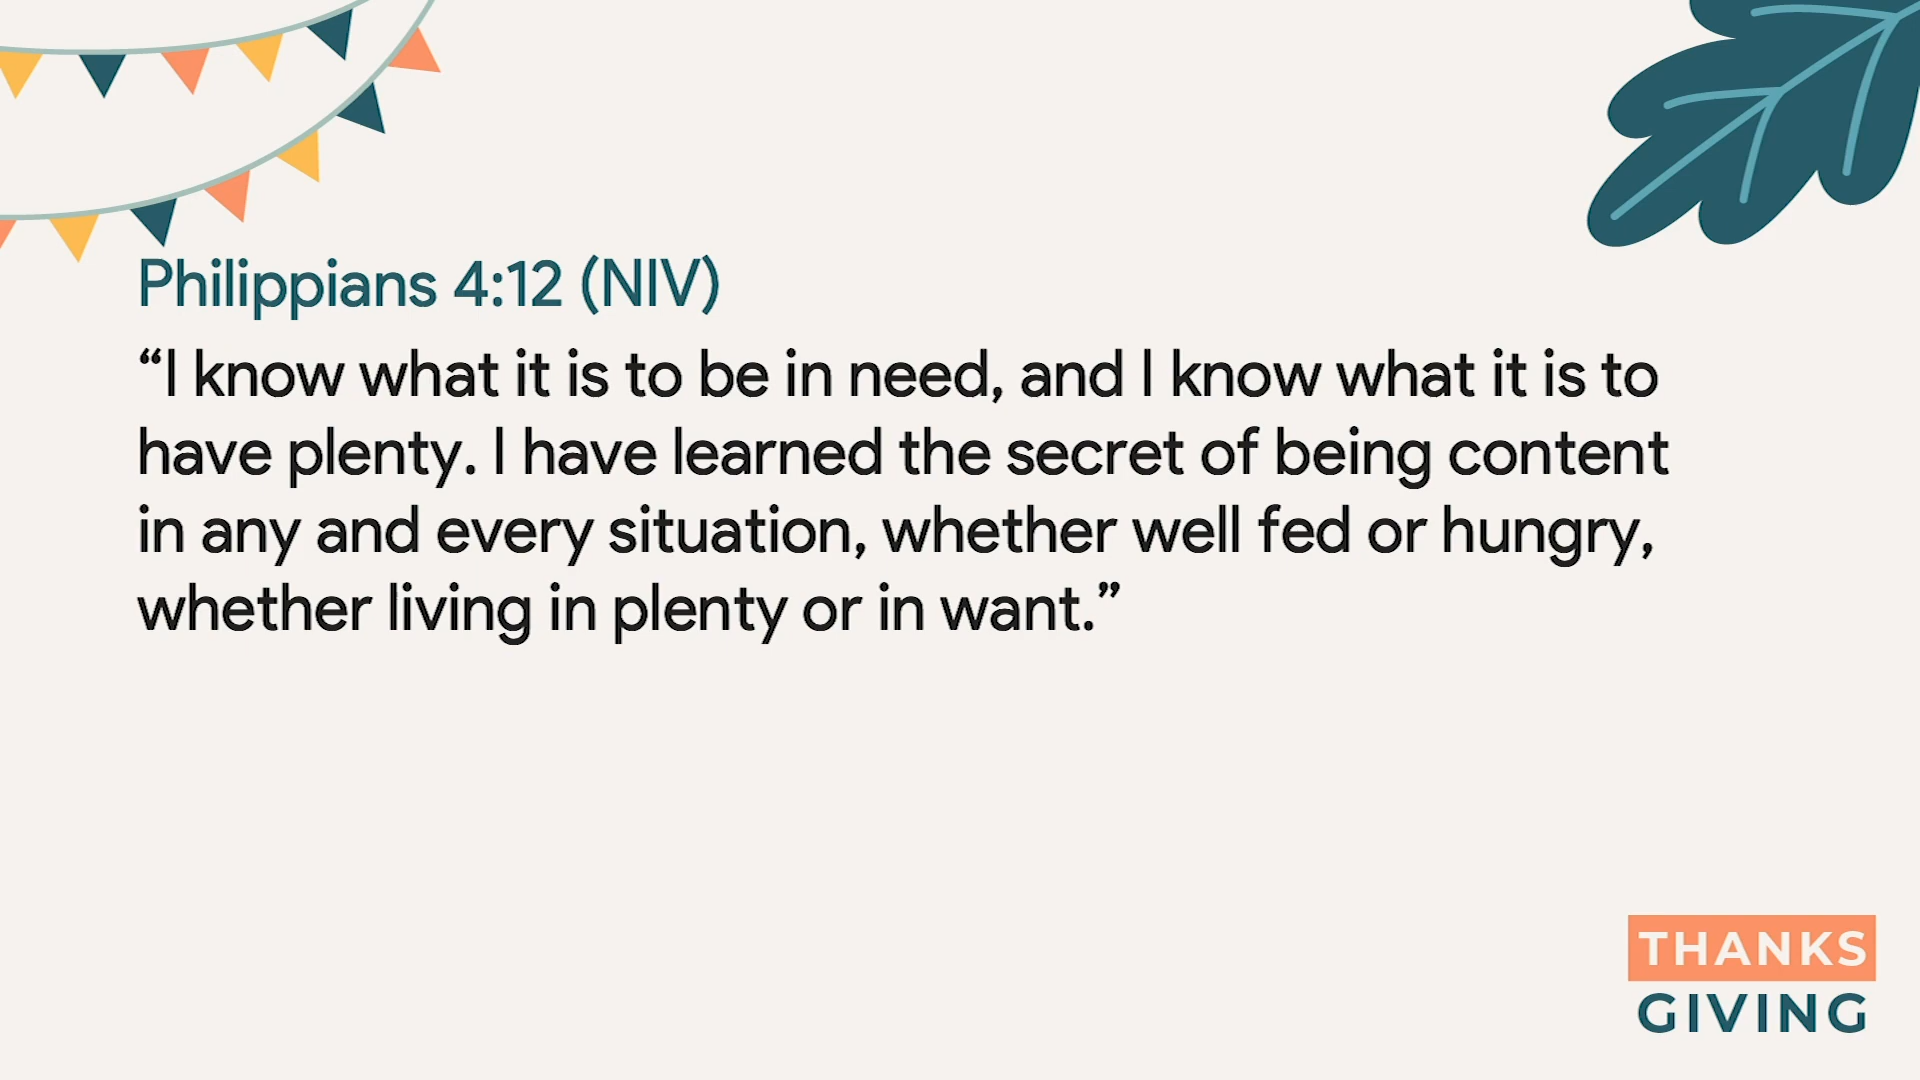 Philippians 4:12 (NIV)
“I know what it is to be in need, and I know what it is to
have plenty. I have learned the secret of being content
in any and every situation, whether well fed or hungry,
whether living in plenty or in want.”
THANKS
GIVING